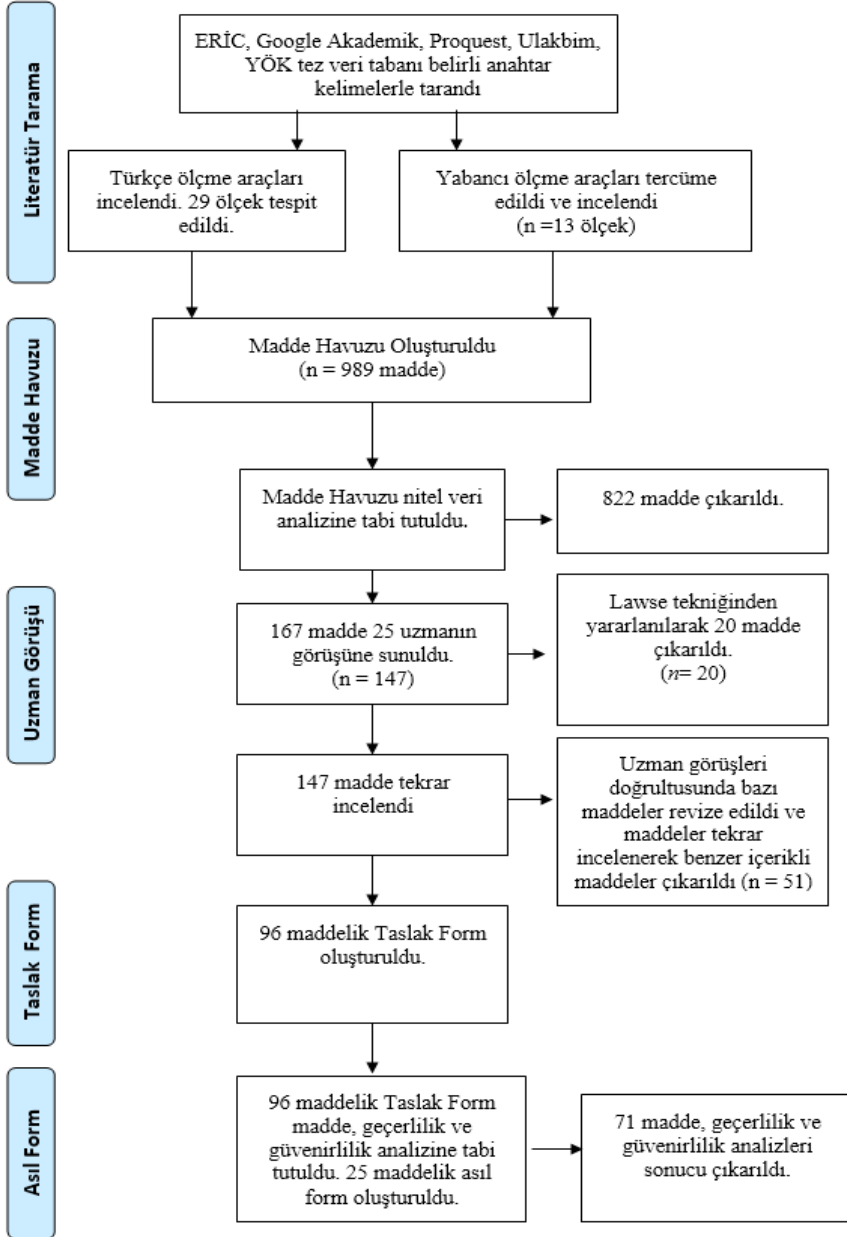 Literatür Tarama
ERİC, Google Akademik, Proquest, Ulakbim,
YÖK tez veri tabanı belirli anahtar
kelimelerle tarandı
Türkçe ölçme araçları
incelendi. 29 ölçek tespit
edildi.
Yabancı ölçme araçları tercüme
edildi ve incelendi
(n =13 ölçek)
Madde Havuzu
Madde Havuzu Oluşturuldu
(n = 989 madde)
Madde Havuzu nitel veri
analizine tabi tutuldu.
822 madde çıkarıldı.
Uzman Görüşü
167 madde 25 uzmanın
görüşüne sunuldu.
(n = 147)
Lawse tekniğinden
yararlanılarak 20 madde
çıkarıldı.
(n= 20)
147 madde tekrar
incelendi
Uzman görüşleri
doğrultusunda bazı
maddeler revize edildi ve
maddeler tekrar
incelenerek benzer içerikli
maddeler çıkarıldı (n = 51)
Taslak Form
96 maddelik Taslak Form
oluşturuldu.
Asıl Form
96 maddelik Taslak Form
madde, geçerlilik ve
güvenirlilik analizine tabi
tutuldu. 25 maddelik asıl
form oluşturuldu.
71 madde, geçerlilik ve
güvenirlilik analizleri
sonucu çıkarıldı.